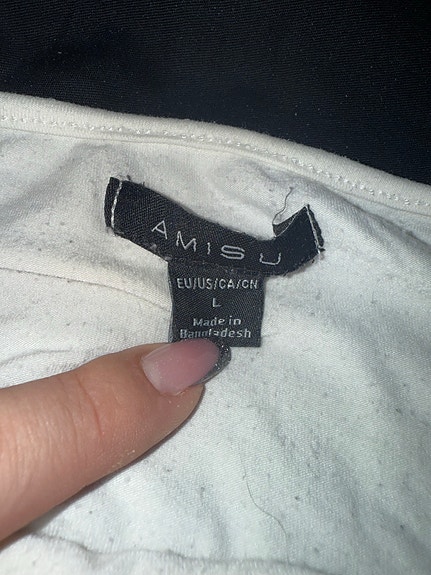 AMISU
EU/US/CA/CN
L
Made in
Bangladesh